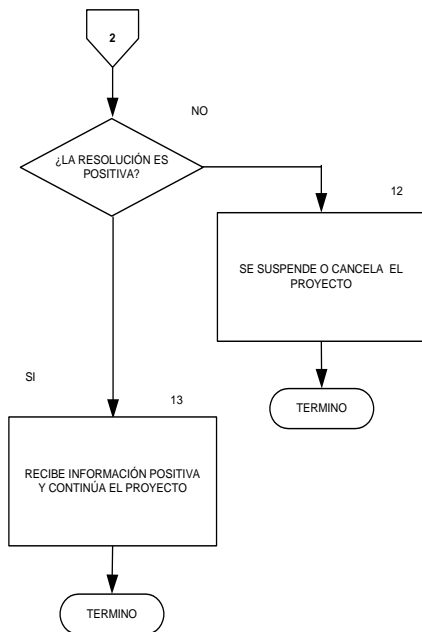 2
NO
¿LA RESOLUCIÓN ES
POSITIVA?
12
SE SUSPENDE O CANCELA EL
PROYECTO
TERMINO
SI
13
RECIBE INFORMACIÓN POSITIVA
Y CONTINÚA EL PROYECTO
TERMINO